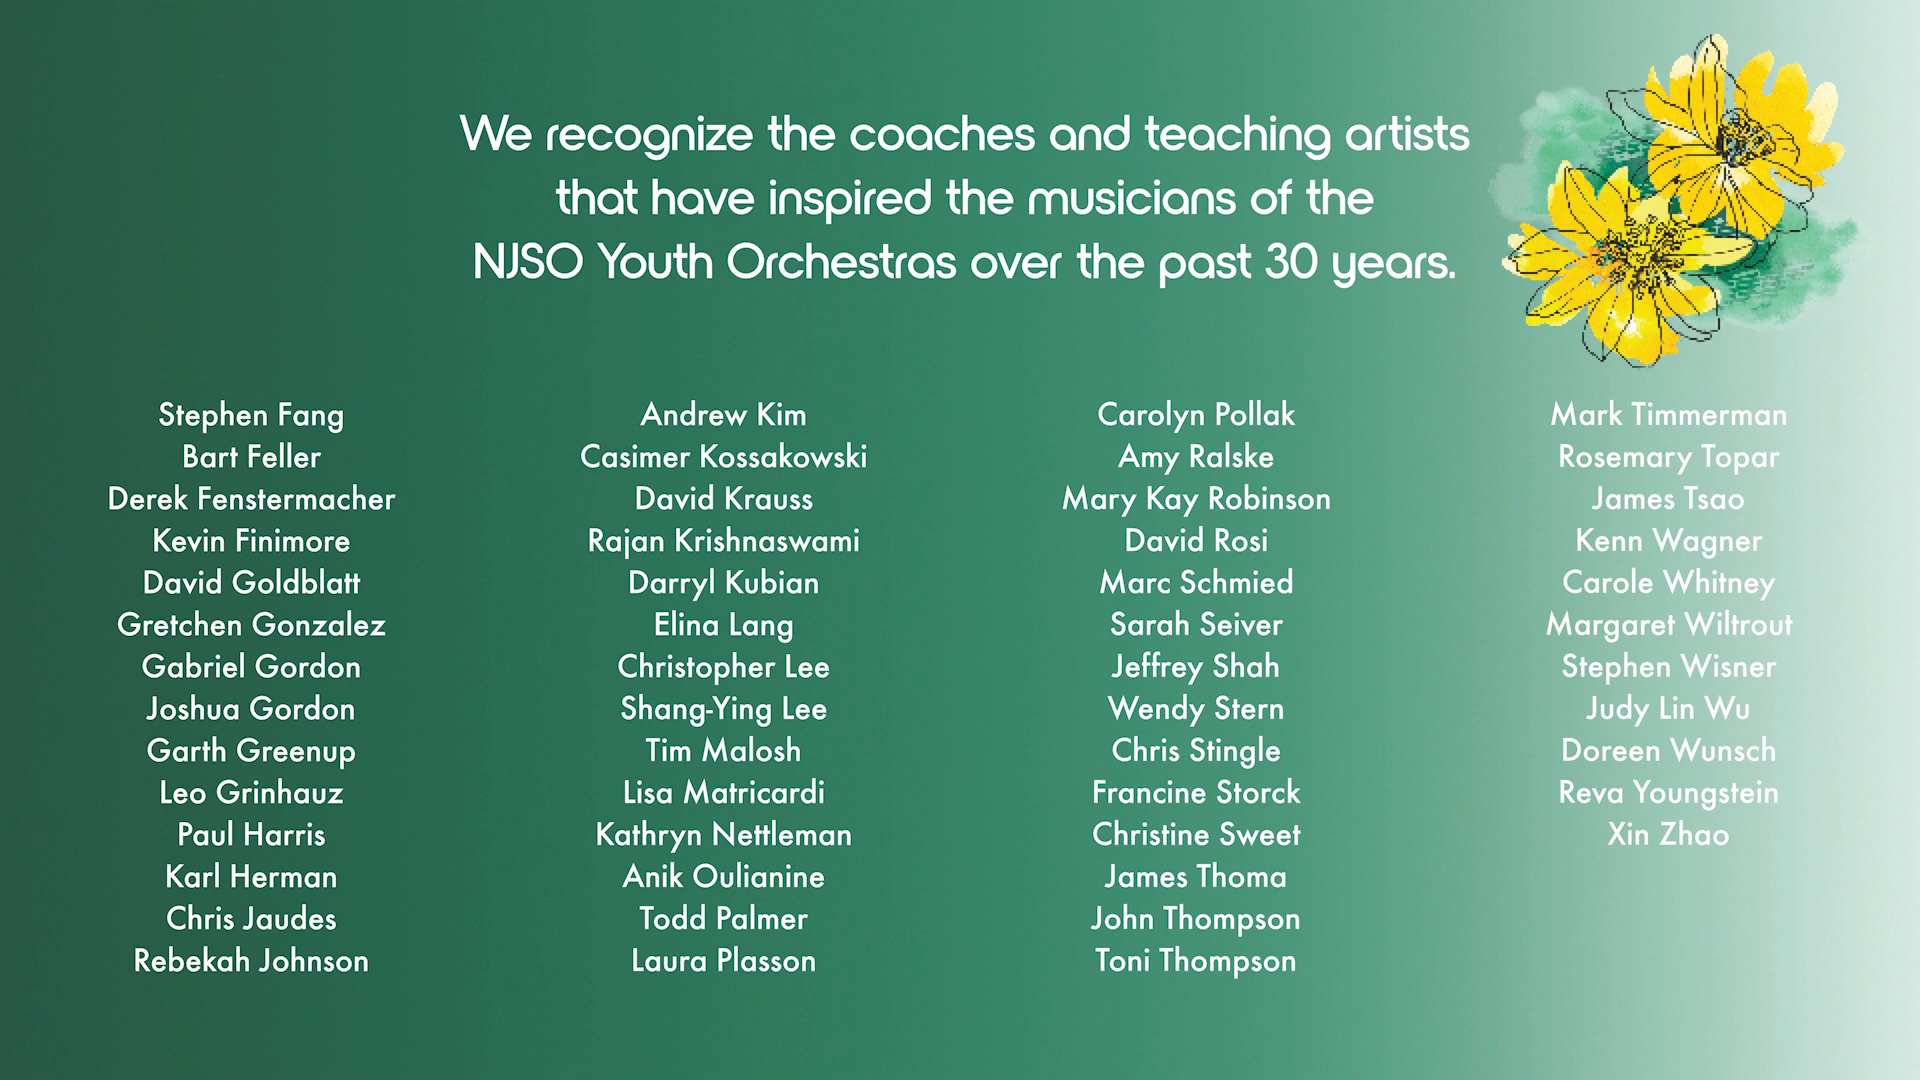 We recognize the coaches and teaching artists
that have inspired the musicians of the
NJSO Youth Orchestras over the past 30 years.
Stephen Fang
Bart Feller
Derek Fenstermacher
Kevin Finimore
David Goldblatt
Gretchen Gonzalez
Gabriel Gordon
Joshua Gordon
Garth Greenup
Leo Grinhauz
Paul Harris
Karl Herman
Chris Jaudes
Rebekah Johnson
Andrew Kim
Casimer Kossakowski
David Krauss
Rajan Krishnaswami
Darryl Kubian
Elina Lang
Christopher Lee
Shang-Ying Lee
Tim Malosh
Lisa Matricardi
Kathryn Nettleman
Anik Oulianine
Todd Palmer
Laura Plasson
Carolyn Pollak
Amy Ralske
Mary Kay Robinson
David Rosi
Marc Schmied
Sarah Seiver
Jeffrey Shah
Wendy Stern
Chris Stingle
Francine Storck
Christine Sweet
James Thoma
John Thompson
Toni Thompson
Mark Timmerman
Rosemary Topar
James Tsao
Kenn Wagner
Carole Whitney
Margaret Wiltrout
Stephen Wisner
Judy Lin Wu
Doreen Wunsch
Reva Youngstein
Xin Zhao